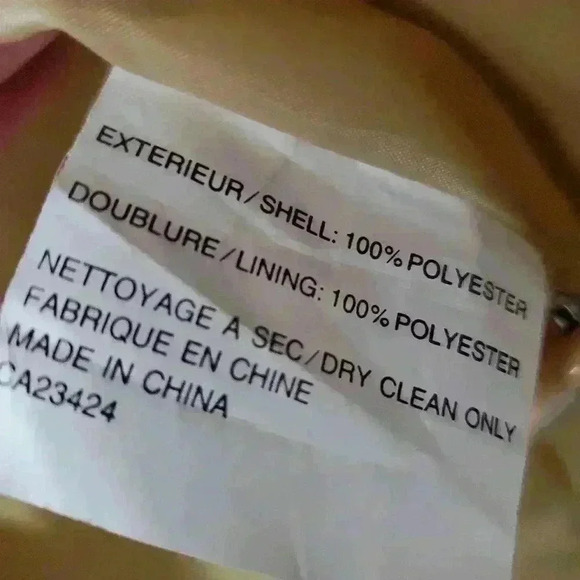 EXTERIEUR/SHELL: 100% POLYESTER
DOUBLURE/LINING: 100% POLYESTER
NETTOYAGE A SEC/DRY CLEAN ONLY
FABRIQUE EN CHINE
MADE IN CHINA
CA23424